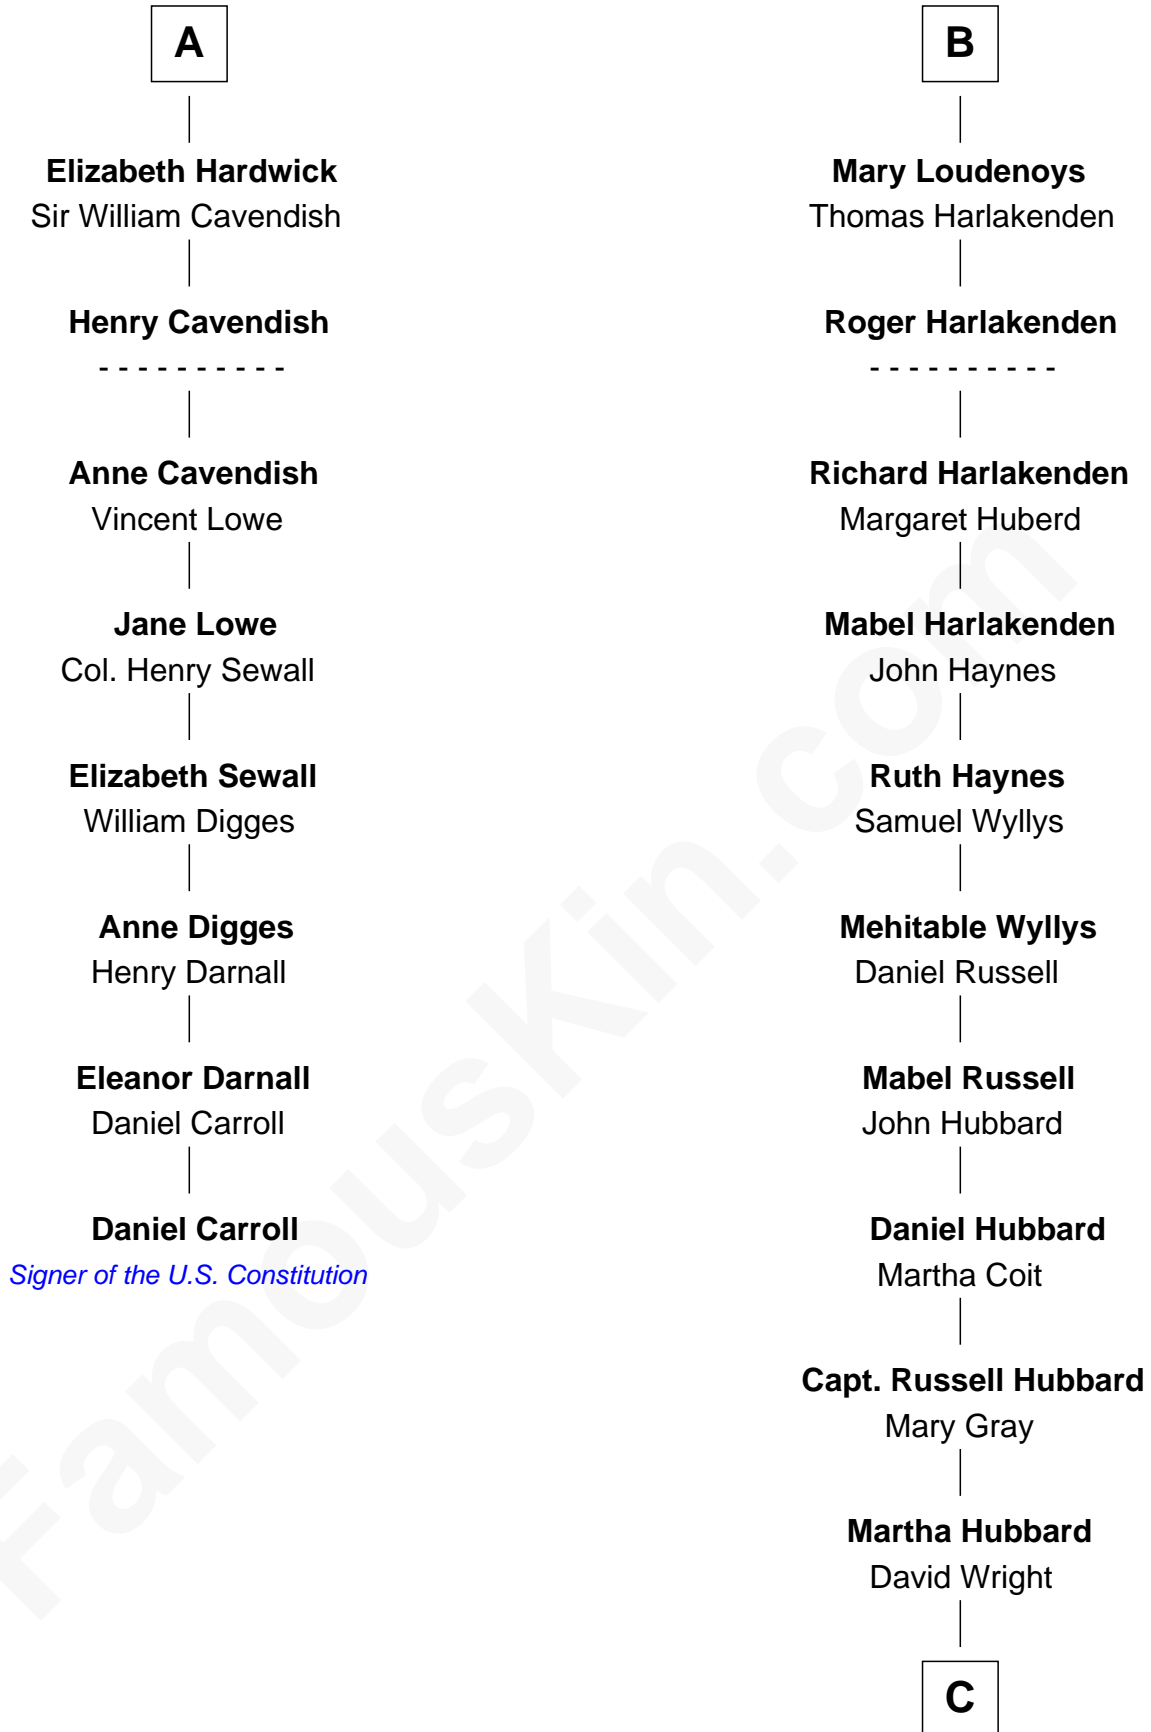 A
Elizabeth Hardwick
Sir William Cavendish
Henry Cavendish
- - - - - - - - - -
Anne Cavendish
Vincent Lowe
Jane Lowe
Col. Henry Sewall
Elizabeth Sewall
William Digges
Anne Digges
Henry Darnall
Eleanor Darnall
Daniel Carroll
Daniel Carroll
Signer of the U.S. Constitution
B
Mary Loudenoys
Thomas Harlakenden
Roger Harlakenden
- - - - - - - - - -
Richard Harlakenden
Margaret Huberd
Mabel Harlakenden
John Haynes
Ruth Haynes
Samuel Wyllys
Mehitable Wyllys
Daniel Russell
Mabel Russell
John Hubbard
Daniel Hubbard
Martha Coit
Capt. Russell Hubbard
Mary Gray
Martha Hubbard
David Wright
C
FamousKin.com